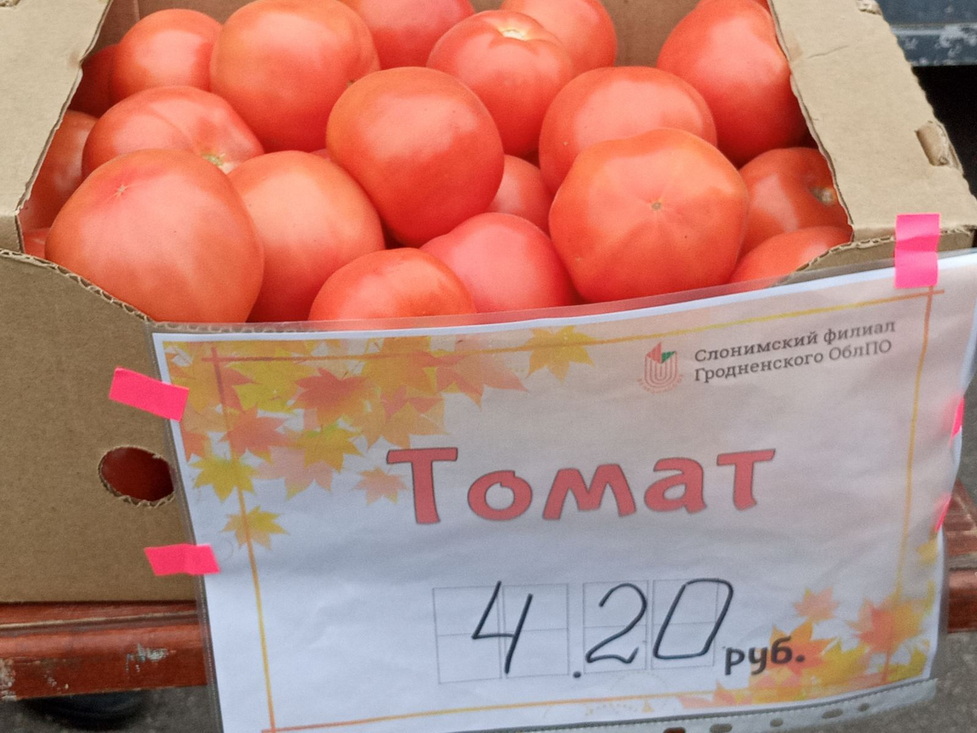 Слонимский филиал
Гродненского ОблПО
Томат
4.20 руб.